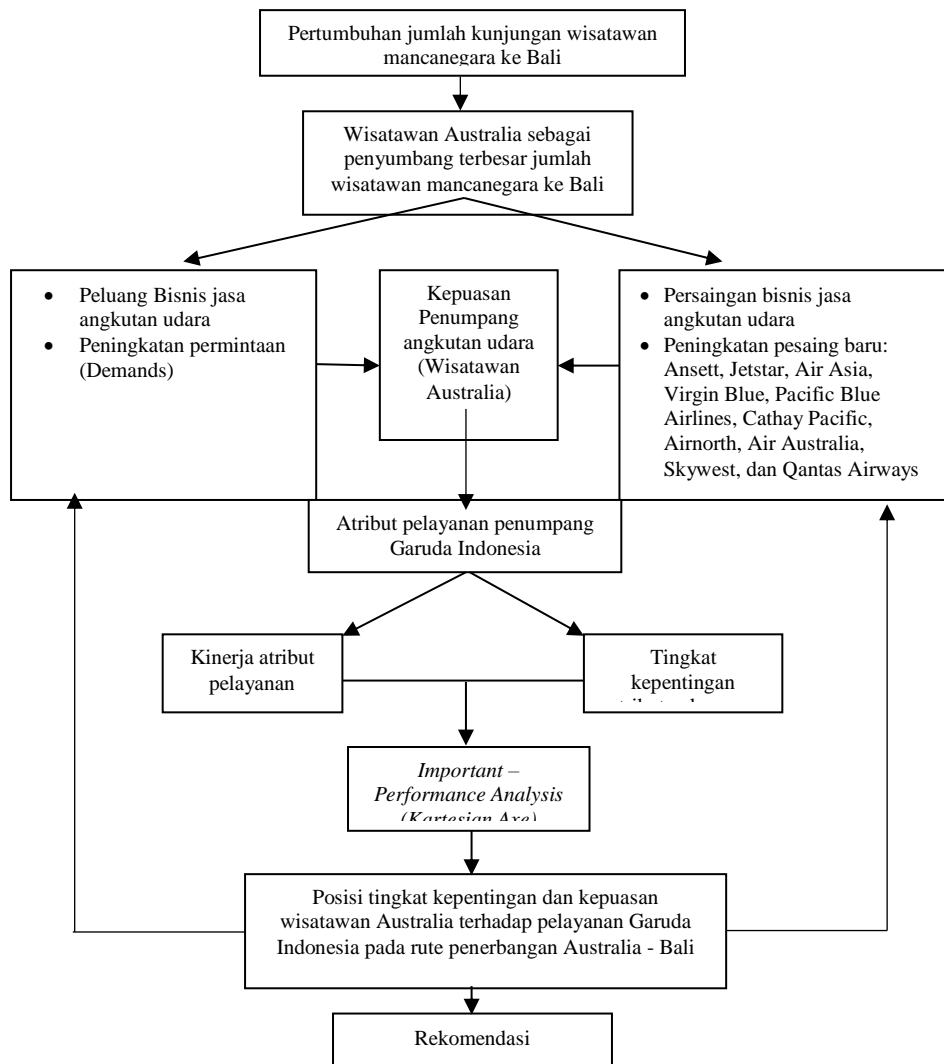 Pertumbuhan jumlah kunjungan wisatawan
mancanegara ke Bali
Wisatawan Australia sebagai
penyumbang terbesar jumlah
wisatawan mancanegara ke Bali
• Peluang Bisnis jasa
angkutan udara
• Peningkatan permintaan
(Demands)
Kepuasan
Penumpang
angkutan udara
(Wisatawan
Australia)
• Persaingan bisnis jasa
angkutan udara
• Peningkatan pesaing baru:
Ansett, Jetstar, Air Asia,
Virgin Blue, Pacific Blue
Airlines, Cathay Pacific,
Airnorth, Air Australia,
Skywest, dan Qantas Airways
Atribut pelayanan penumpang
Garuda Indonesia
Kinerja atribut
pelayanan
Tingkat
kepentingan
Important –
Performance Analysis
(Kartesian Axe)
Posisi tingkat kepentingan dan kepuasan
wisatawan Australia terhadap pelayanan Garuda
Indonesia pada rute penerbangan Australia - Bali
Rekomendasi